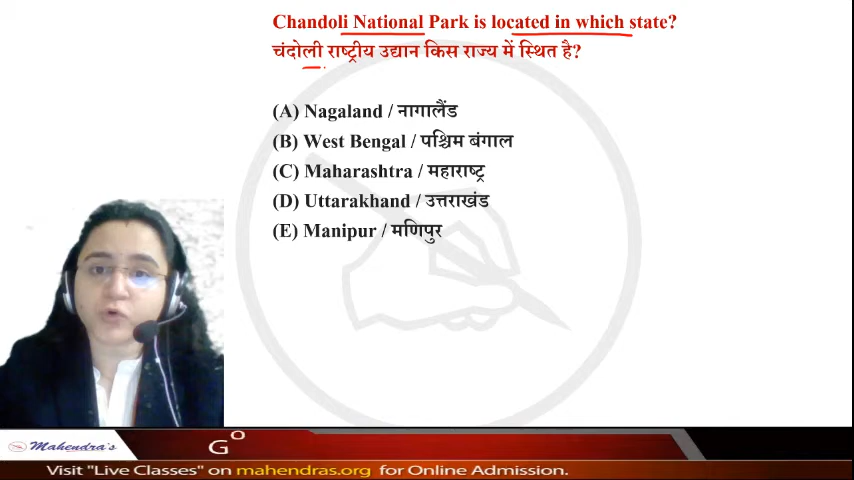 Chandoli National Park is located in which state?
चंदोली राष्ट्रीय उद्यान किस राज्य में स्थित है?
(A) Nagaland / नागालैंड
(B) West Bengal / पश्चिम बंगाल
(C) Maharashtra / महाराष्ट्र
(D) Uttarakhand / उत्तराखंड
(E) Manipur / मणिपुर
Mahendra's
Go
Visit "Live Classes" on mahendras.org for Online Admission.